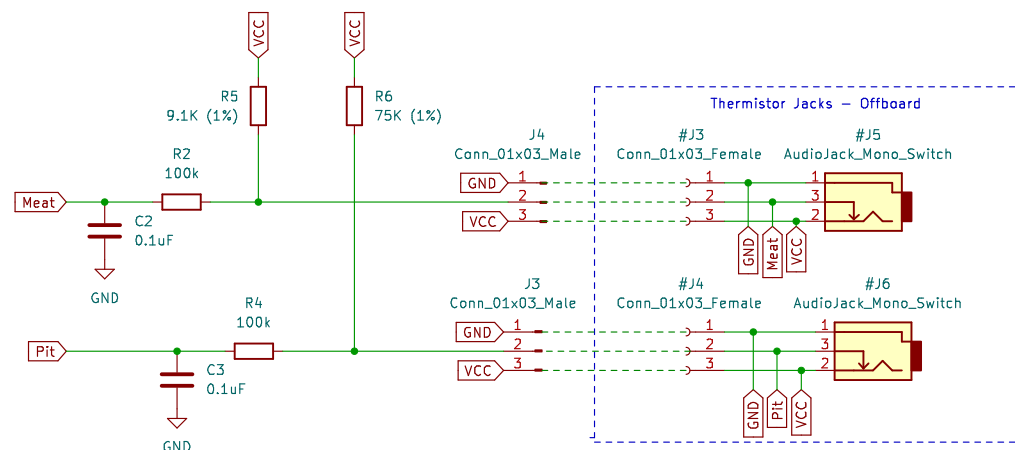 VCC
VCC
R5
9.1K (1%)
R6
75K (1%)
Thermistor Jacks - Offboard
J4
Conn_01x03_Male
#J3
Conn_01x03_Female
#J5
AudioJack_Mono_Switch
R2
100k
Meat
C2
0.1uF
GND
GND
1
2
VCC
3
1
2
3
1
3
2
GND
Meat
VCC
J3
Conn_01x03_Male
#J4
Conn_01x03_Female
#J6
AudioJack_Mono_Switch
R4
100k
Pit
C3
0.1uF
GND
GND
1
2
VCC
3
1
2
3
1
3
2
GND
Pit
VCC